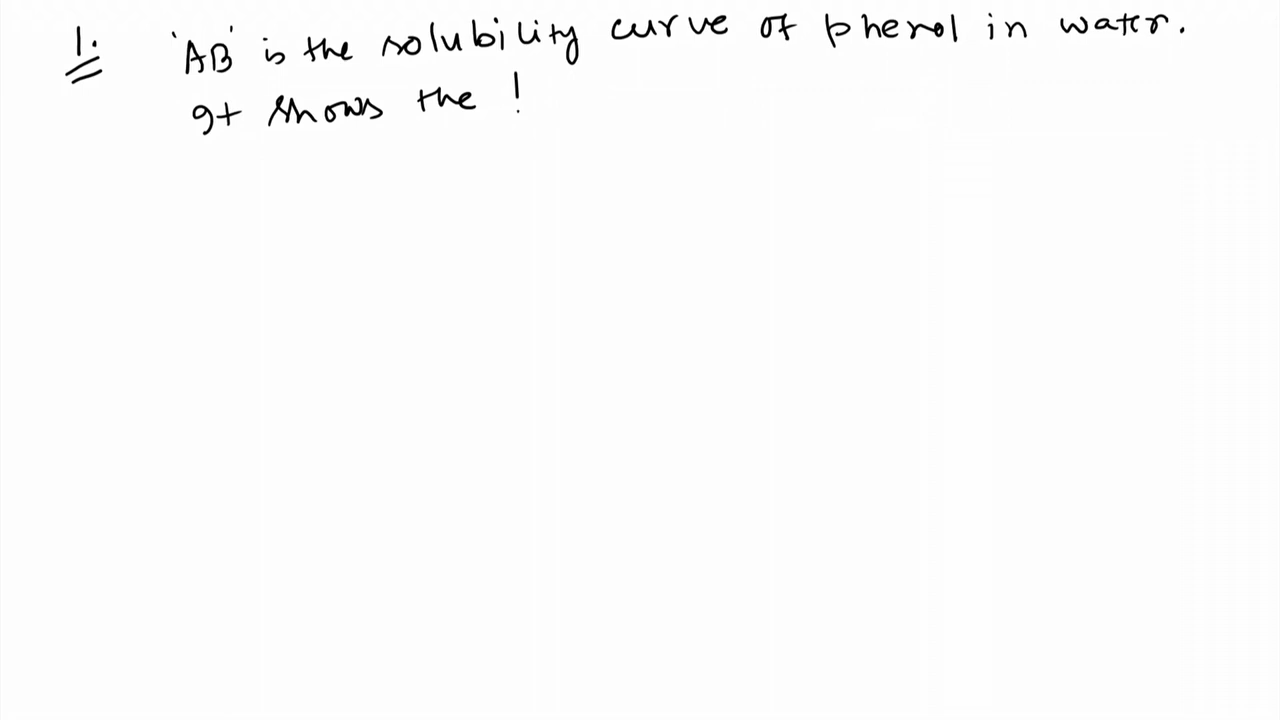 1. 'AB' is the solubility curve of phenol in water.
It shows the !